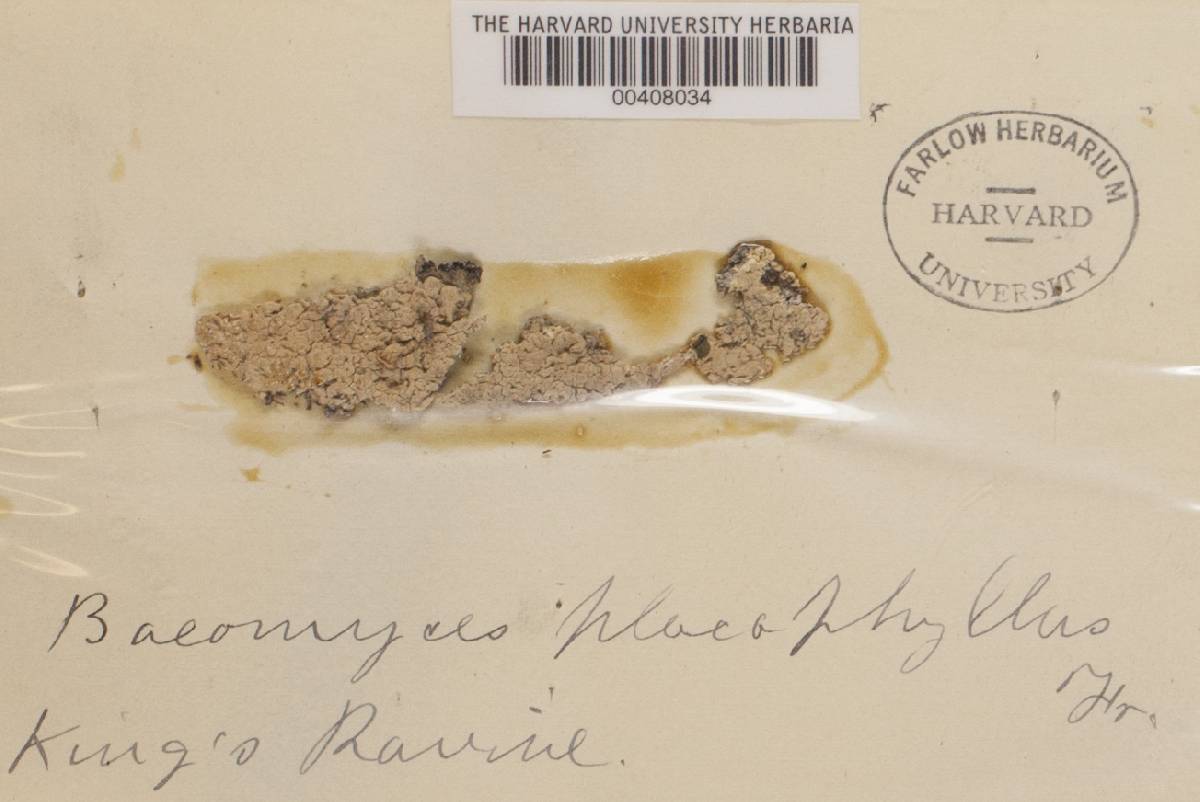 THE HARVARD UNIVERSITY HERBARIA
00408034
FARLOW HERBARIUM
HARVARD
UNIVERSITY
Baeomyces placophyllus
Fr.
King's Ravine.